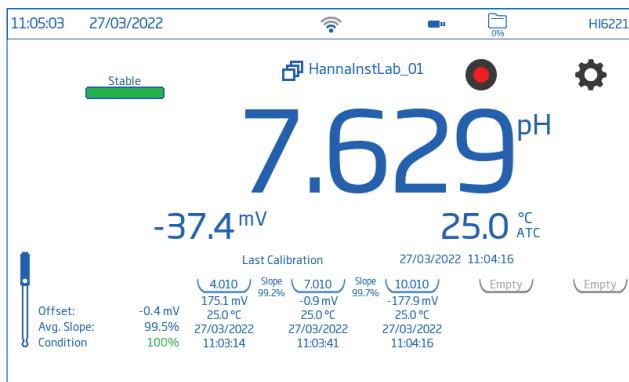 11:05:03 27/03/2022 0% HI6221
Stable HannaInstLab_01
7.629 pH
-37.4 mV 25.0 °C ATC
Last Calibration 27/03/2022 11:04:16
4.010 Slope 99.2% 7.010 Slope 99.7% 10.010 Empty Empty
175.1 mV -0.9 mV -177.9 mV
25.0 °C 25.0 °C 25.0 °C
Offset: -0.4 mV
Avg. Slope: 99.5% 27/03/2022 27/03/2022 27/03/2022
Condition 100% 11:03:14 11:03:41 11:04:16